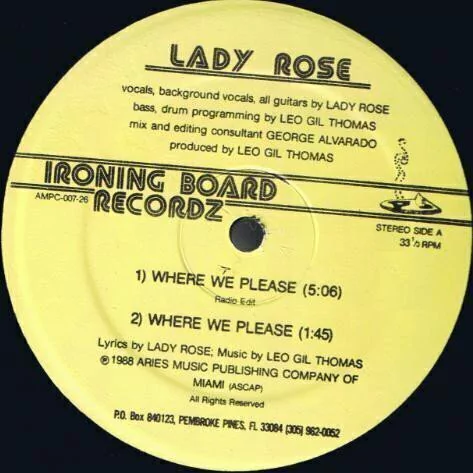 LADY ROSE
vocals, background vocals, all guitars by LADY ROSE
bass, drum programming by LEO GIL THOMAS
mix and editing consultant GEORGE ALVARADO
produced by LEO GIL THOMAS
IRONING BOARD
RECORDZ
AMPC-007-26
STEREO SIDE A
33⅓ RPM
1) WHERE WE PLEASE (5:06)
Radio Edit
2) WHERE WE PLEASE (1:45)
Lyrics by LADY ROSE; Music by LEO GIL THOMAS
℗ 1988 ARIES MUSIC PUBLISHING COMPANY OF
MIAMI (ASCAP)
All Rights Reserved
P.O. Box 840123, PEMBROKE PINES, FL 33084 (305) 962-0052